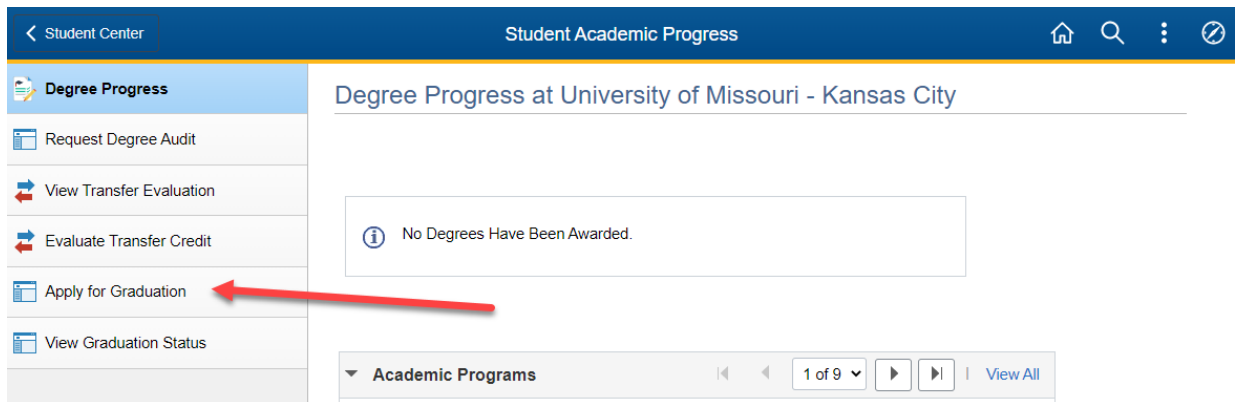 Student Center
Student Academic Progress
Degree Progress
Request Degree Audit
View Transfer Evaluation
Evaluate Transfer Credit
Apply for Graduation
View Graduation Status
Degree Progress at University of Missouri - Kansas City
No Degrees Have Been Awarded.
Academic Programs 1 of 9 | View All